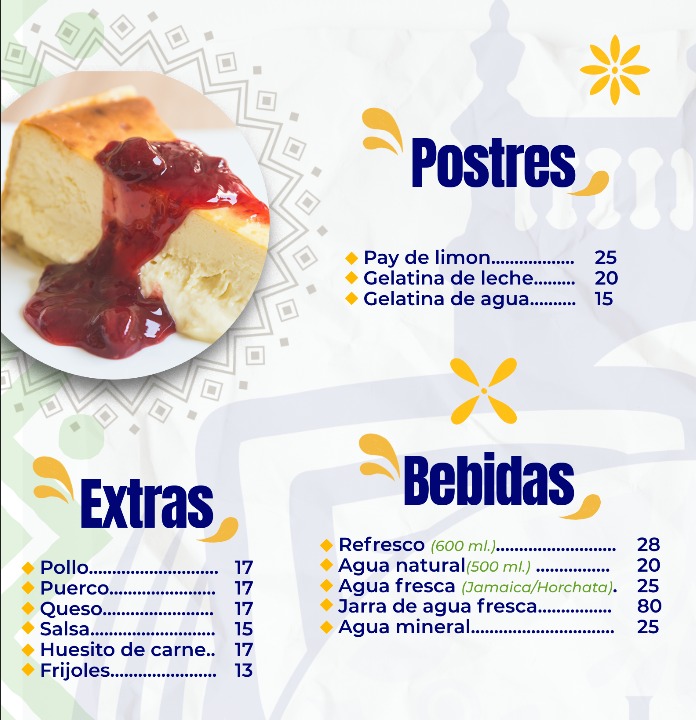 Postres
Pay de limon.................. 25
Gelatina de leche......... 20
Gelatina de agua.......... 15
Extras
Pollo............................ 17
Puerco....................... 17
Queso........................ 17
Salsa........................... 15
Huesito de carne.. 17
Frijoles....................... 13
Bebidas
Refresco (600 ml.).......................... 28
Agua natural(500 ml.) ................ 20
Agua fresca (Jamaica/Horchata). 25
Jarra de agua fresca................ 80
Agua mineral............................... 25